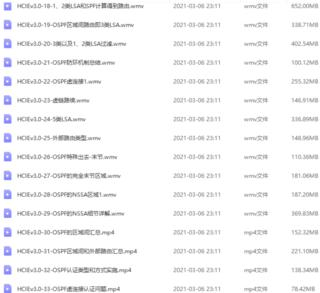 HCIEv3.0-18-1、2类LSA和SPF计算得到路由.wmv 2021-03-06 23:11 wmv文件 652.00MB
HCIEv3.0-19-OSPF区域间路由即3类LSA.wmv 2021-03-06 23:11 wmv文件 338.71MB
HCIEv3.0-20-3类以及1、2类LSA过滤.wmv 2021-03-06 23:11 wmv文件 402.54MB
HCIEv3.0-21-OSPF防环机制总结.wmv 2021-03-06 23:11 wmv文件 100.12MB
HCIEv3.0-22-OSPF虚连接1.wmv 2021-03-06 23:11 wmv文件 255.32MB
HCIEv3.0-23-虚链路境.wmv 2021-03-06 23:11 wmv文件 146.91MB
HCIEv3.0-24-5类LSA.wmv 2021-03-06 23:11 wmv文件 336.89MB
HCIEv3.0-25-外部路由类型.wmv 2021-03-06 23:11 wmv文件 146.96MB
HCIEv3.0-26-OSPF特殊出去-末节.wmv 2021-03-06 23:11 wmv文件 110.36MB
HCIEv3.0-27-OSPF的完全末节区域.wmv 2021-03-06 23:11 wmv文件 181.06MB
HCIEv3.0-28-OSPF的NSSA区域1.wmv 2021-03-06 23:11 wmv文件 187.20MB
HCIEv3.0-29-OSPF的NSSA细节详解.wmv 2021-03-06 23:11 wmv文件 369.83MB
HCIEv3.0-30-OSPF的区域间汇总.mp4 2021-03-06 23:11 mp4文件 152.32MB
HCIEv3.0-31-OSPF区域间和外部路由汇总.mp4 2021-03-06 23:11 mp4文件 221.10MB
HCIEv3.0-32-OSPF认证类型和方式实施.mp4 2021-03-06 23:11 mp4文件 138.34MB
HCIEv3.0-33-OSPF虚连接认证问题.mp4 2021-03-06 23:11 mp4文件 78.42MB